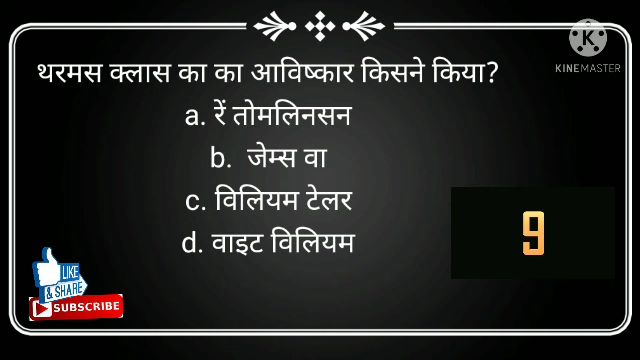 थरमस क्लास का का आविष्कार किसने किया?
a. रें तोमलिनसन
b. जेम्स वा
c. विलियम टेलर
d. वाइट विलियम
9
KINEMASTER
LIKE
& SHARE
SUBSCRIBE